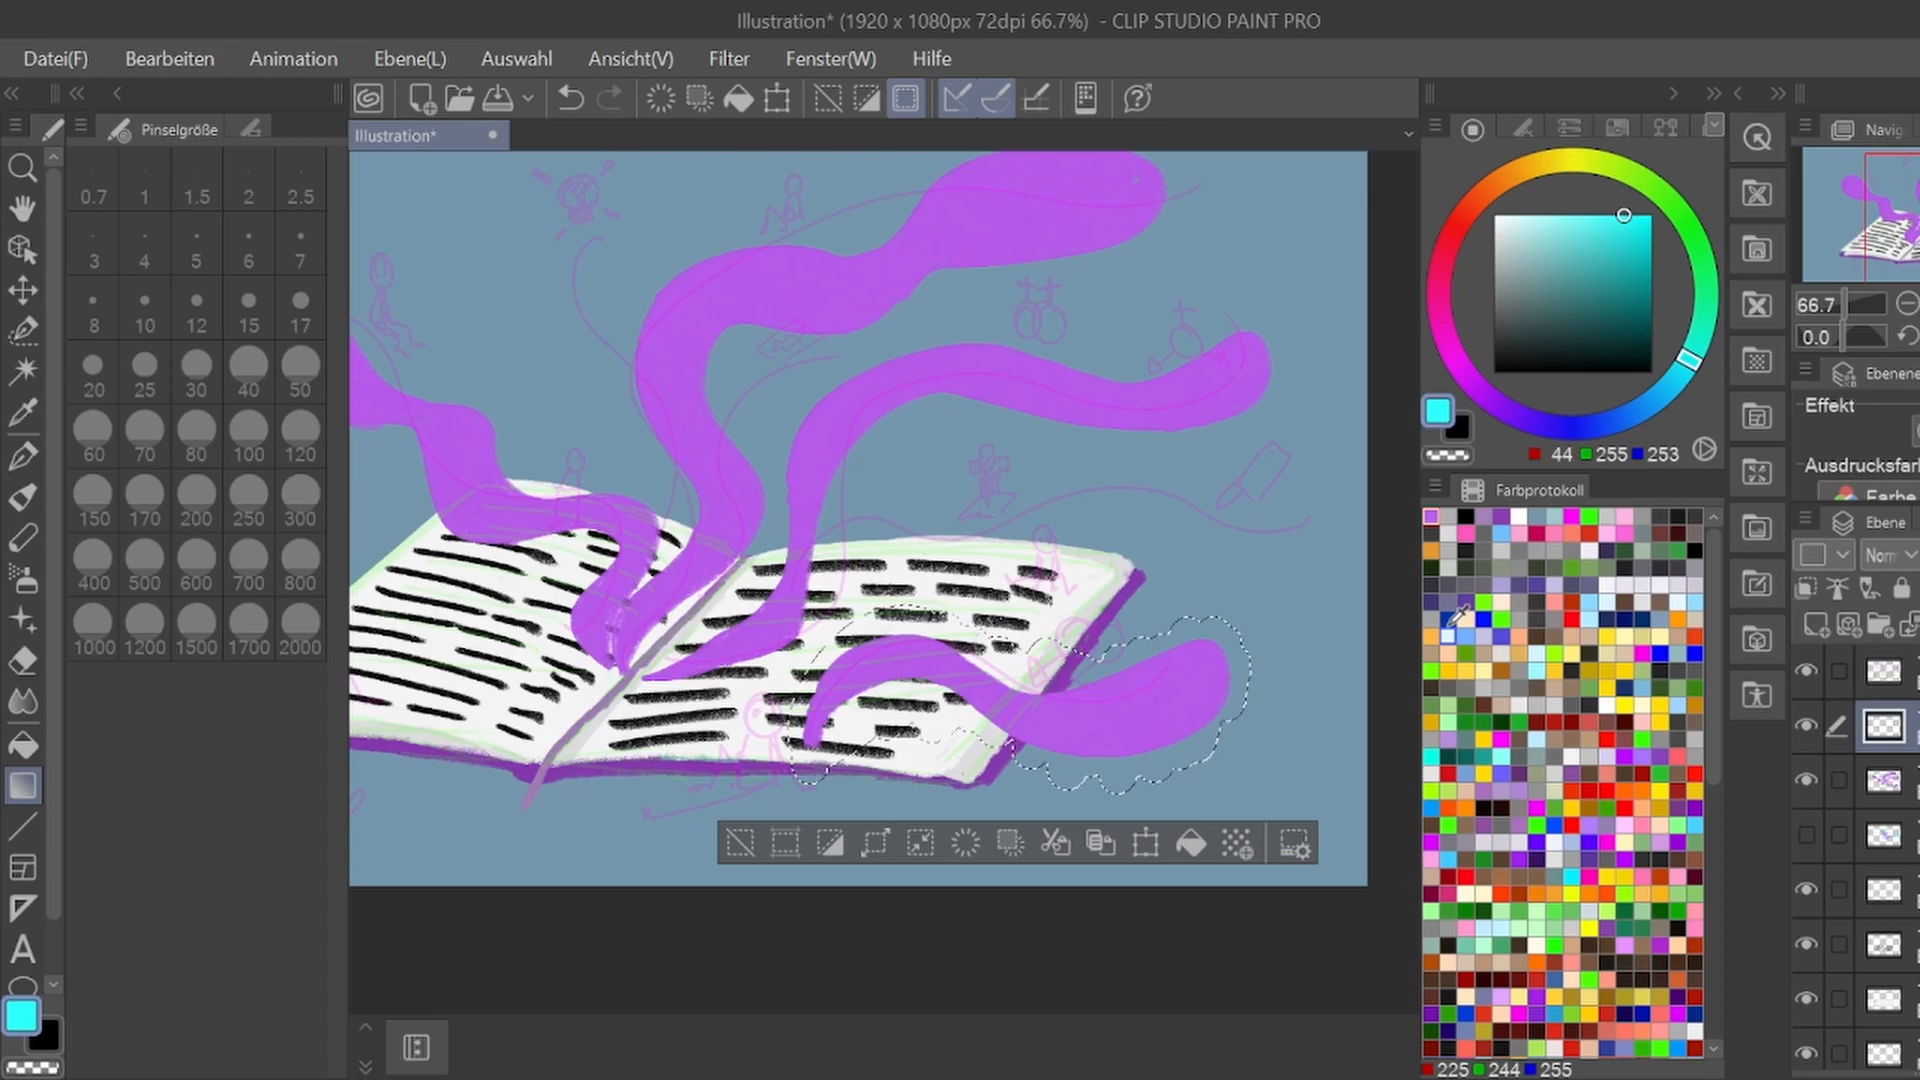 Illustration* (1920 x 1080px 72dpi 66.7%) - CLIP STUDIO PAINT PRO
Datei(F) Bearbeiten Animation Ebene(L) Auswahl Ansicht(V) Filter Fenster(W) Hilfe
Pinselgröße
Illustration*
Navig
0.7 1 1.5 2 2.5
3 4 5 6 7
8 10 12 15 17
20 25 30 40 50
60 70 80 100 120
150 170 200 250 300
400 500 600 700 800
1000 1200 1500 1700 2000
66.7
0.0
Ebenene
Effekt
44 255 253
Ausdrucksfar
Farbe
Farbprotokoll
Ebene
Norm
A
225 244 255